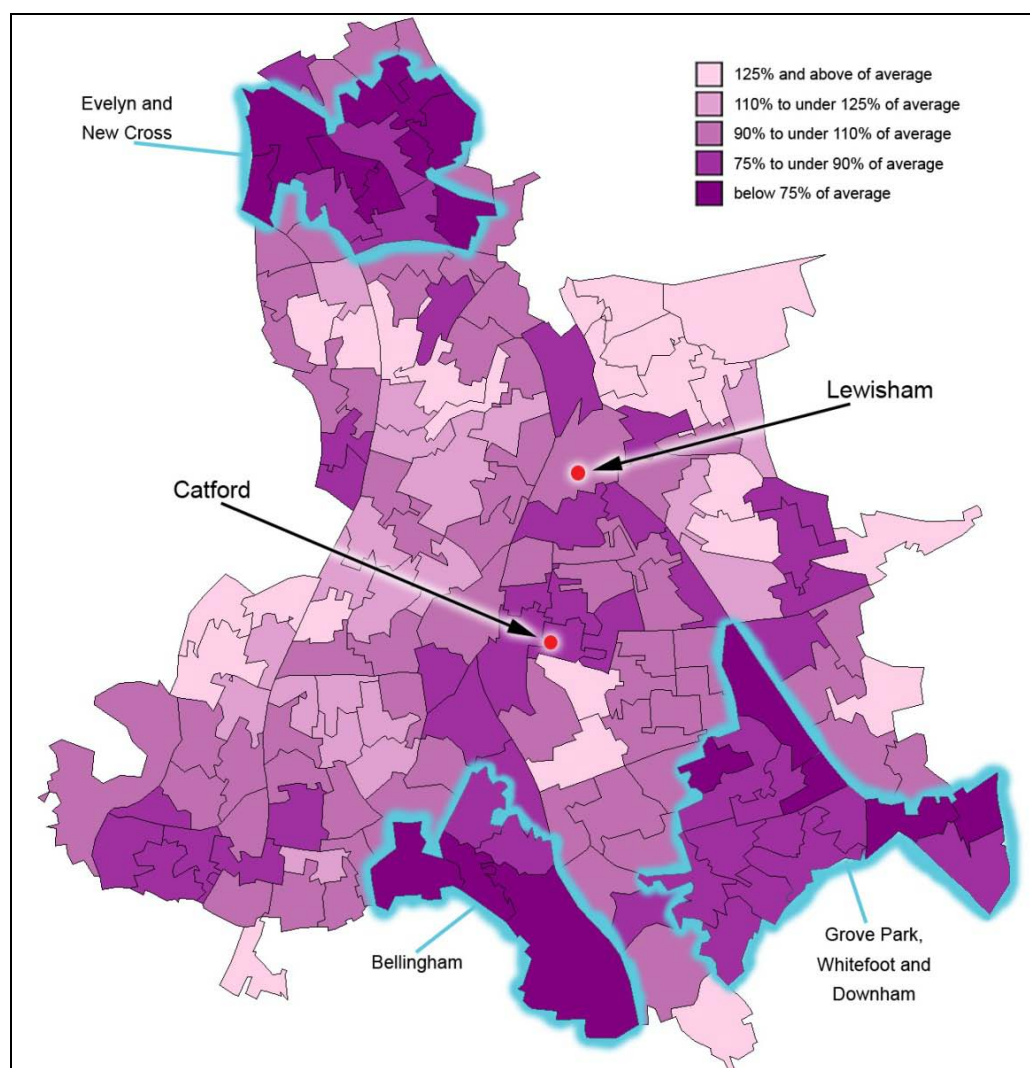 125% and above of average
110% to under 125% of average
90% to under 110% of average
75% to under 90% of average
below 75% of average
Evelyn and
New Cross
Lewisham
Catford
Bellingham
Grove Park,
Whitefoot and
Downham